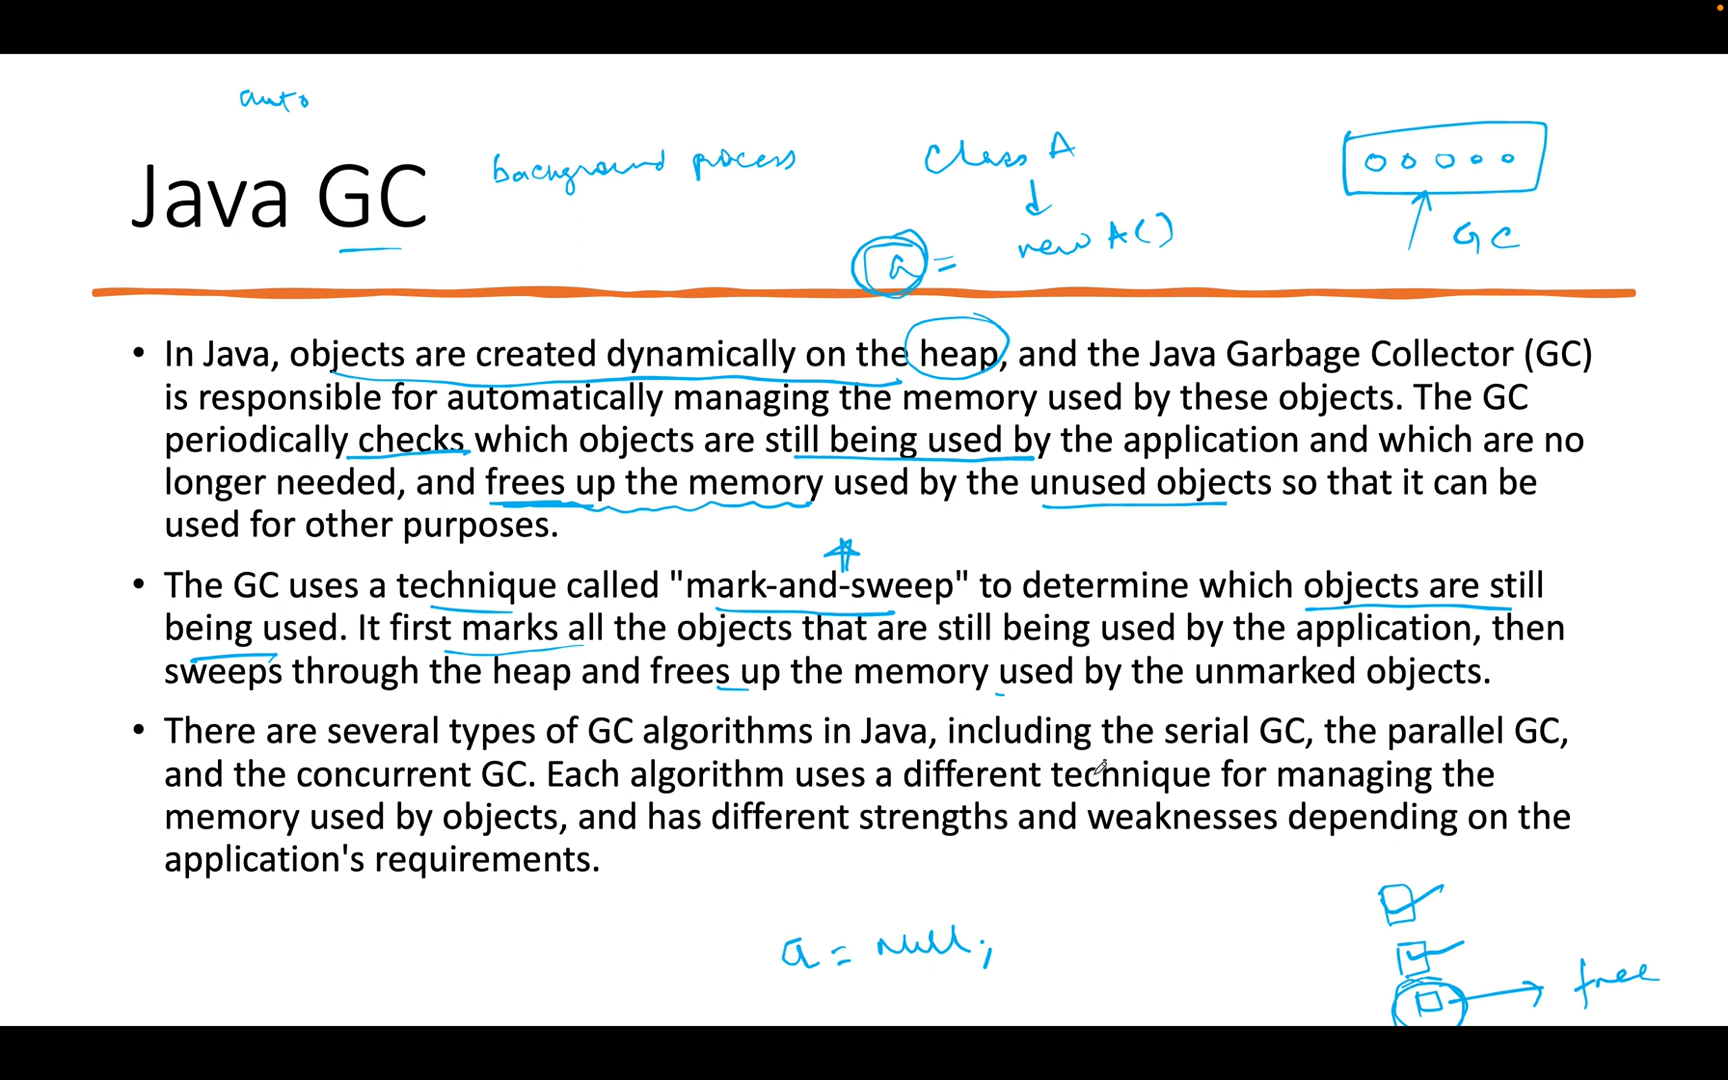 auto
Java GC
background process
Class A
new A()
a =
GC
• In Java, objects are created dynamically on the heap, and the Java Garbage Collector (GC)
is responsible for automatically managing the memory used by these objects. The GC
periodically checks which objects are still being used by the application and which are no
longer needed, and frees up the memory used by the unused objects so that it can be
used for other purposes.
• The GC uses a technique called "mark-and-sweep" to determine which objects are still
being used. It first marks all the objects that are still being used by the application, then
sweeps through the heap and frees up the memory used by the unmarked objects.
• There are several types of GC algorithms in Java, including the serial GC, the parallel GC,
and the concurrent GC. Each algorithm uses a different technique for managing the
memory used by objects, and has different strengths and weaknesses depending on the
application's requirements.
a = null;
free